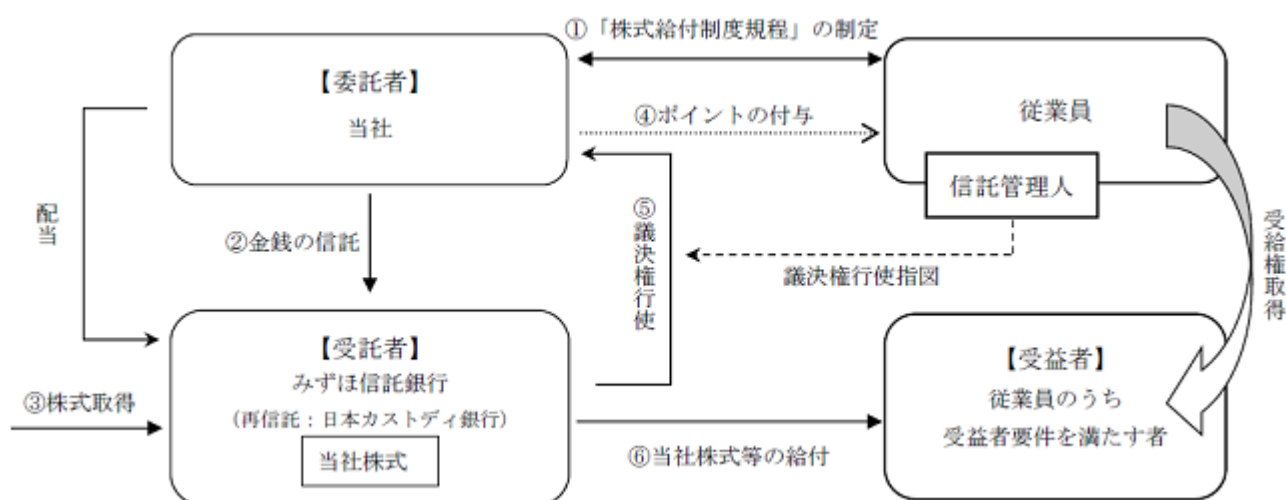 ①「株式給付制度規程」の制定
【委託者】
当社
④ポイントの付与
従業員
信託管理人
配当
②金銭の信託
⑤議決権行使
議決権行使指図
受給権取得
【受託者】
みずほ信託銀行
(再信託：日本カストディ銀行)
当社株式
③株式取得
⑥当社株式等の給付
【受益者】
従業員のうち
受益者要件を満たす者